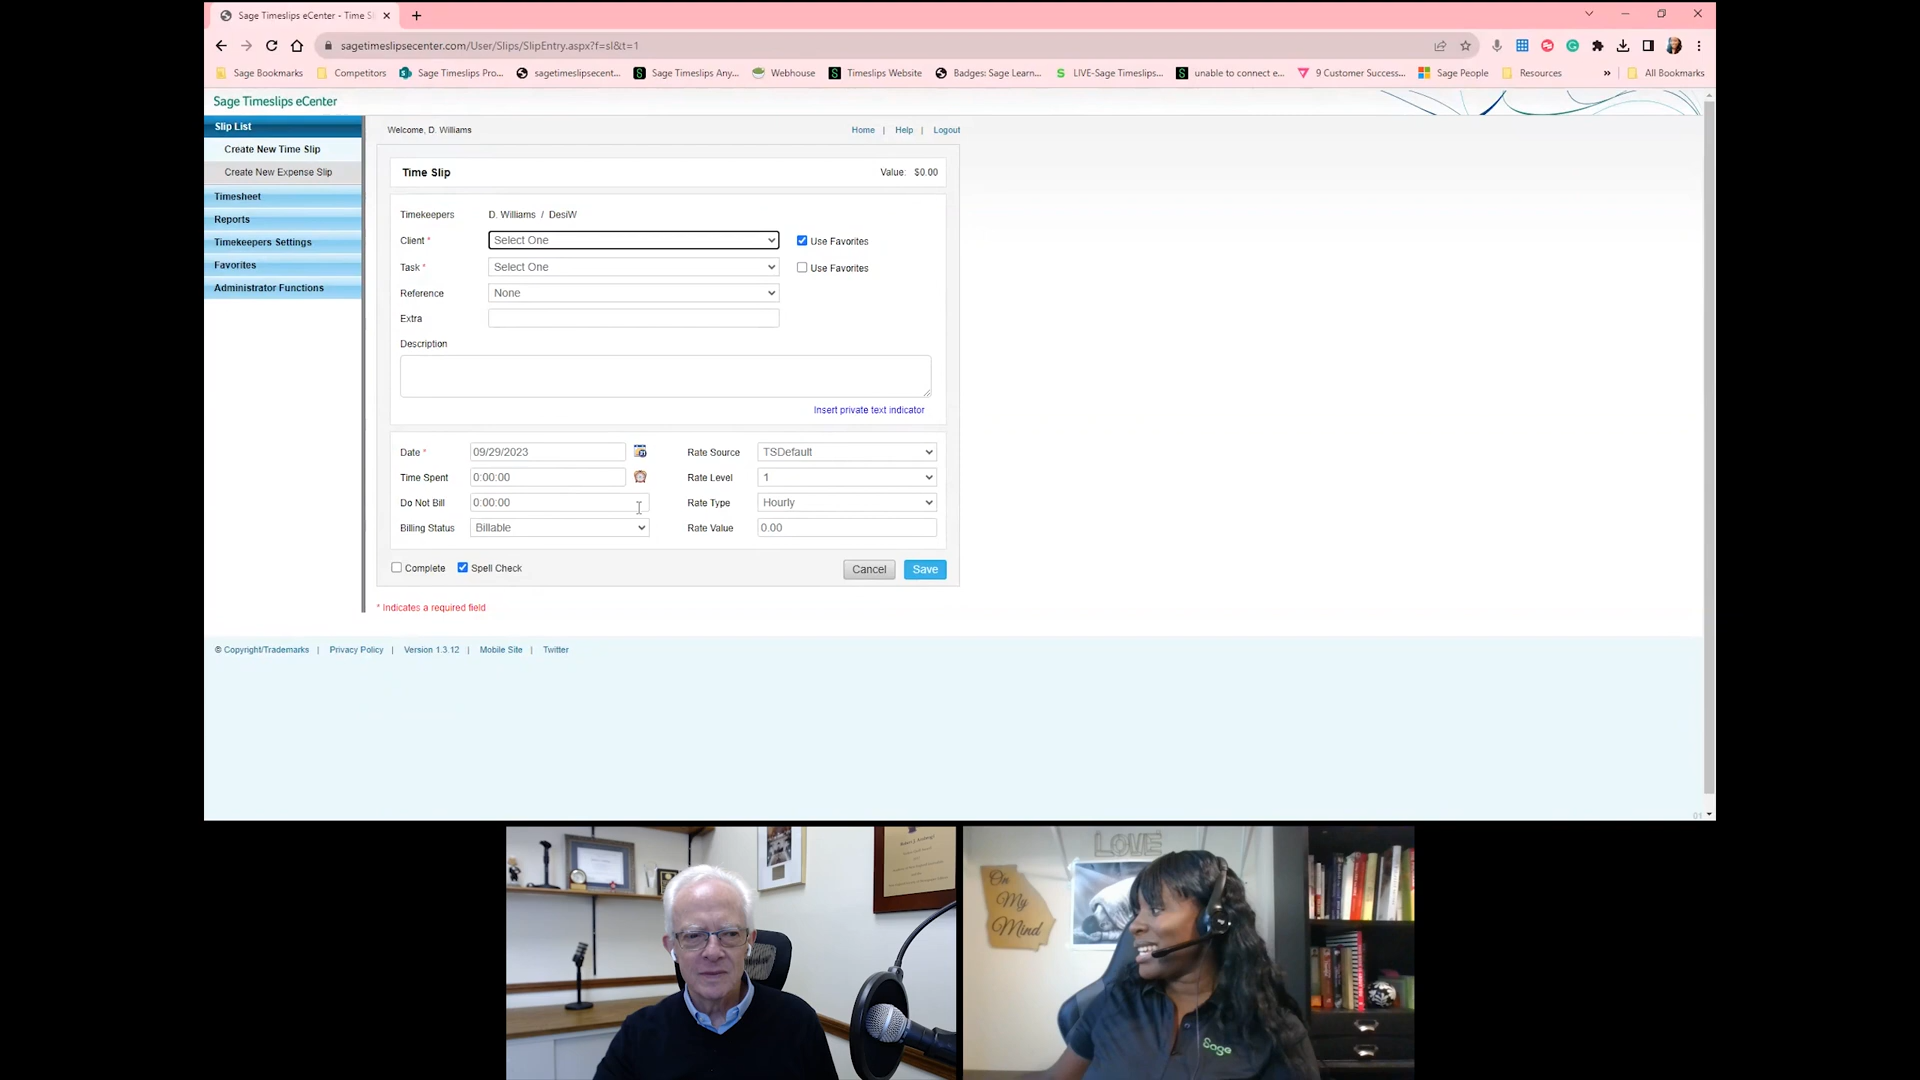 Sage Timeslips eCenter - Time S
sagetimeslipsecenter.com/User/Slips/SlipEntry.aspx?f=sl&t=1
Sage Bookmarks Competitors Sage Timeslips Pro... sagetimeslipsecent... Sage Timeslips Any... Webhouse Timeslips Website Badges: Sage Learn... LIVE-Sage Timeslips... unable to connect e... 9 Customer Success... Sage People Resources » All Bookmarks
Sage Timeslips eCenter
Slip List
Create New Time Slip
Create New Expense Slip
Timesheet
Reports
Timekeepers Settings
Favorites
Administrator Functions
Welcome, D. Williams Home | Help | Logout
Time Slip Value: $0.00
Timekeepers D. Williams / DesiW
Client * Select One Use Favorites
Task * Select One Use Favorites
Reference None
Extra
Description
Insert private text indicator
Date * 09/29/2023 Rate Source TSDefault
Time Spent 0:00:00 Rate Level 1
Do Not Bill 0:00:00 Rate Type Hourly
Billing Status Billable Rate Value 0.00
Complete Spell Check Cancel Save
* Indicates a required field
© Copyright/Trademarks | Privacy Policy | Version 1.3.12 | Mobile Site | Twitter
LOVE
On
My
Mind
Sage